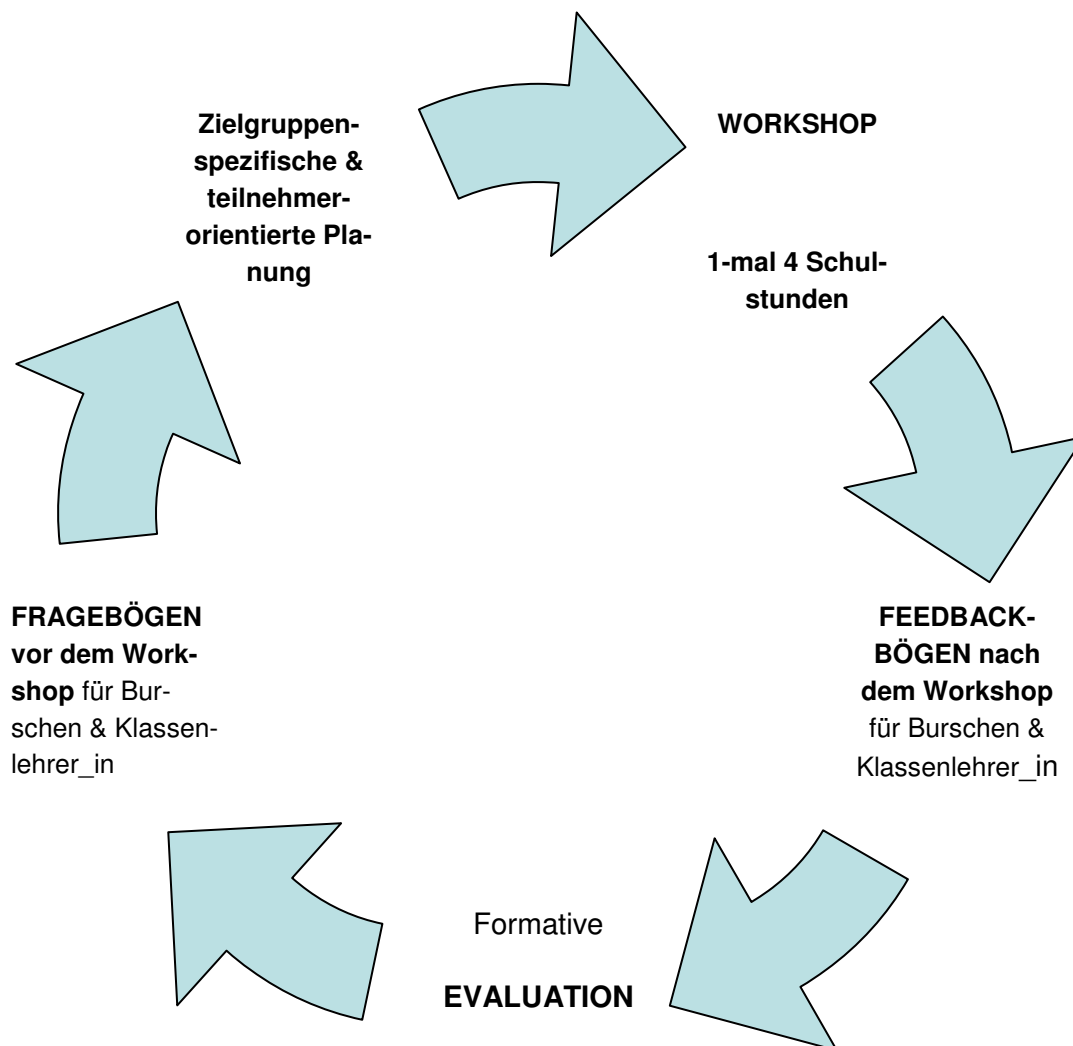 Zielgruppen-
spezifische &
teilnehmer-
orientierte Pla-
nung
WORKSHOP
1-mal 4 Schul-
stunden
FRAGEBÖGEN
vor dem Work-
shop für Bur-
schen & Klassen-
lehrer_in
FEEDBACK-
BÖGEN nach
dem Workshop
für Burschen &
Klassenlehrer_in
Formative
EVALUATION